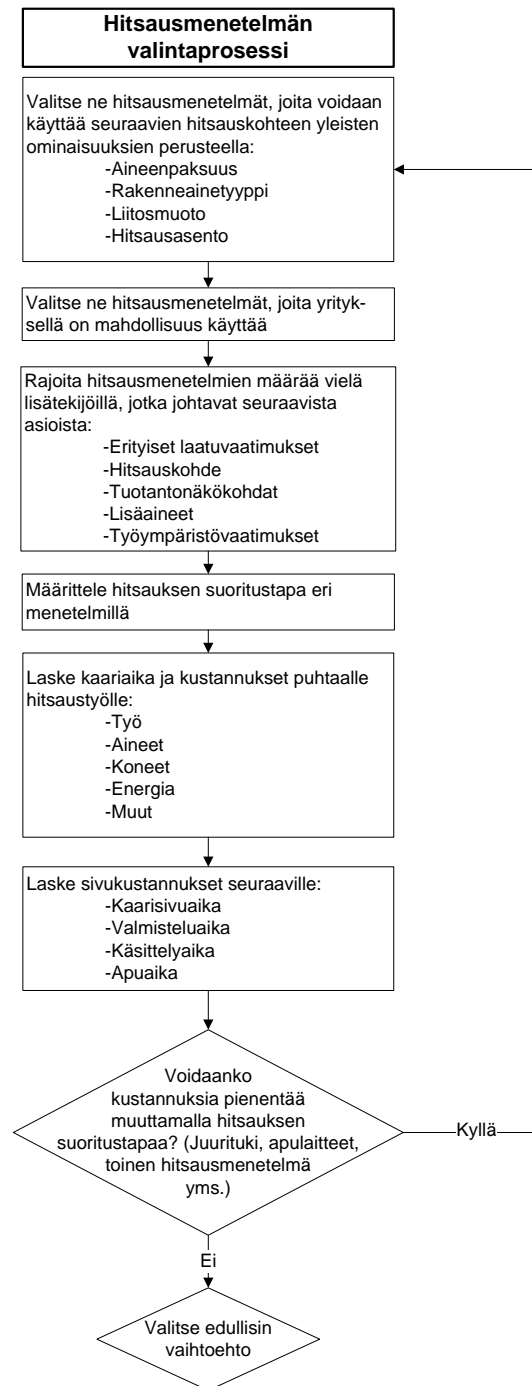 Hitsausmenetelmän
valintaprosessi
Valitse ne hitsausmenetelmät, joita voidaan
käyttää seuraavien hitsauskohteen yleisten
ominaisuuksien perusteella:
-Aineenpaksuus
-Rakenneainetyyppi
-Liitosmuoto
-Hitsausasento
Valitse ne hitsausmenetelmät, joita yrityk-
sellä on mahdollisuus käyttää
Rajoita hitsausmenetelmien määrää vielä
lisätekijöillä, jotka johtavat seuraavista
asioista:
-Erityiset laatuvaatimukset
-Hitsauskohde
-Tuotantonäkökohdat
-Lisäaineet
-Työympäristövaatimukset
Määrittele hitsauksen suoritustapa eri
menetelmillä
Laske kaariaika ja kustannukset puhtaalle
hitsaustyölle:
-Työ
-Aineet
-Koneet
-Energia
-Muut
Laske sivukustannukset seuraaville:
-Kaarisivuaika
-Valmisteluaika
-Käsittelyaika
-Apuaika
Voidaanko
kustannuksia pienentää
muuttamalla hitsauksen
suoritustapaa? (Juurituki, apulaitteet,
toinen hitsausmenetelmä
yms.)
Kyllä
Ei
Valitse edullisin
vaihtoehto